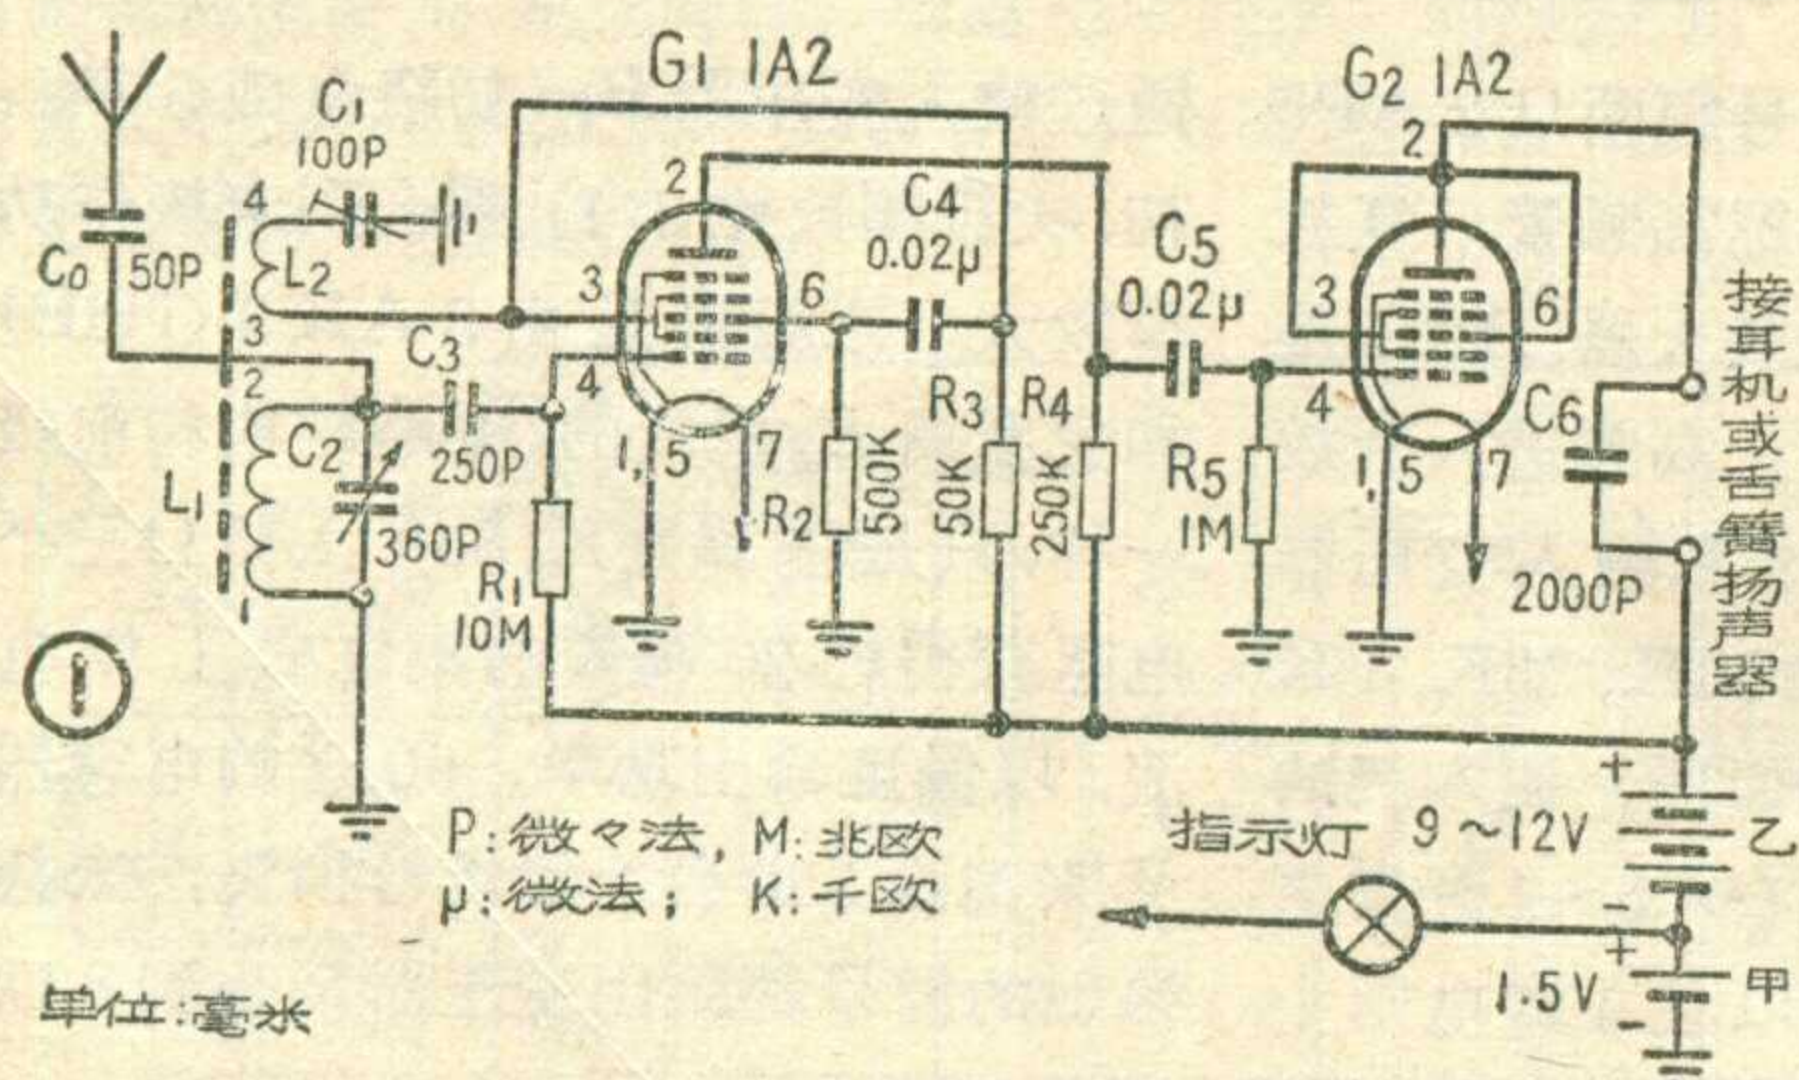 G1 1A2
G2 1A2
C1
100P
4
C0 50P
L2
3
2
C3
250P
C2
360P
L1
1
R1
10M
2
3
6
4
1, 5
7
C4
0.02μ
R2
500K
R3
50K
R4
250K
C5
0.02μ
R5
1M
2
3
6
4
1, 5
7
C6
2000P
接耳机或舌簧扬声器
①
P:微々法, M:兆欧
μ:微法; K:千欧
单位:毫米
指示灯
9~12V
+
乙
-
+
1.5V
甲
-